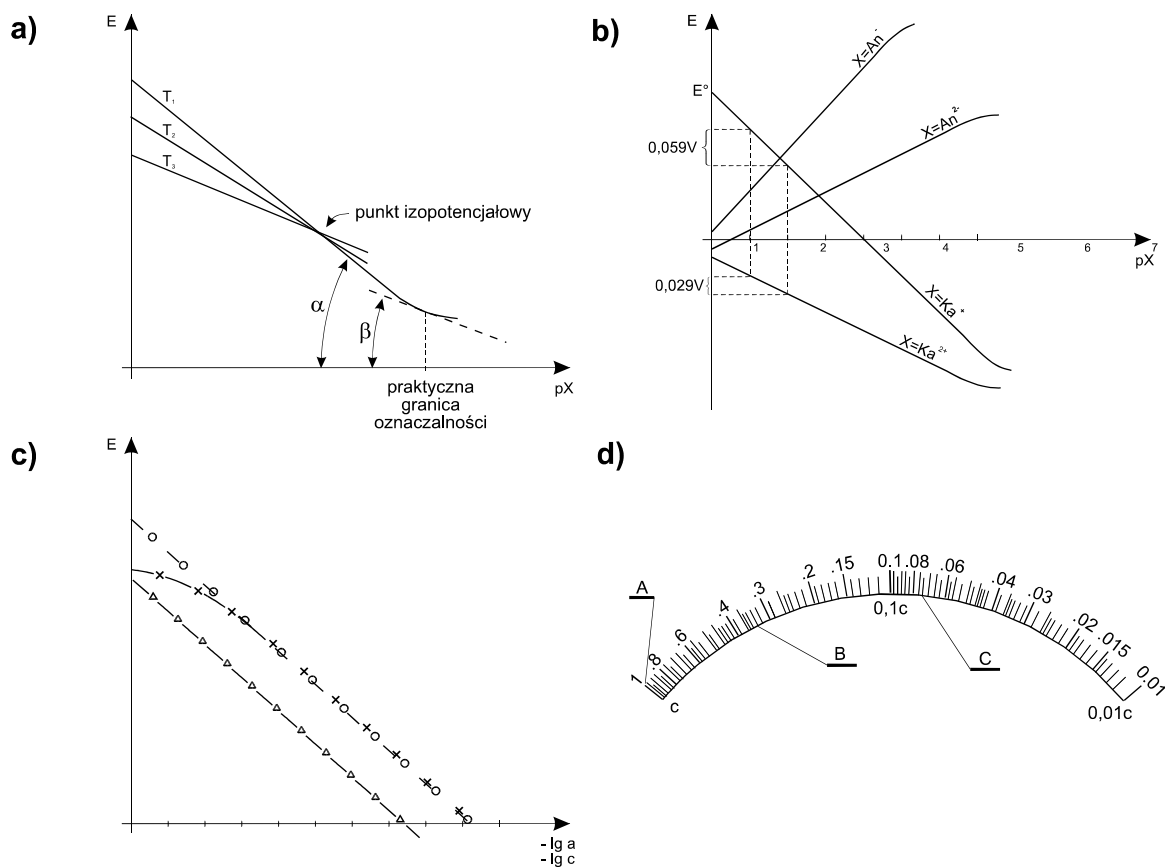 a)
E
T₁
T₂
T₃
punkt izopotencjałowy
α
β
pX
praktyczna
granica
oznaczalności
b)
E
X=An⁻
E°
X=An²⁻
0,059V
1 2 3 4 5 6 7
pX
0,029V
X=Ka⁺
X=Ka²⁺
c)
E
- lg a
- lg c
d)
A
1 .8 .6 .4 .3 .2 .15 0.1 .08 .06 .04 .03 .02 .015 0.01
c
0,1c
0,01c
B
C